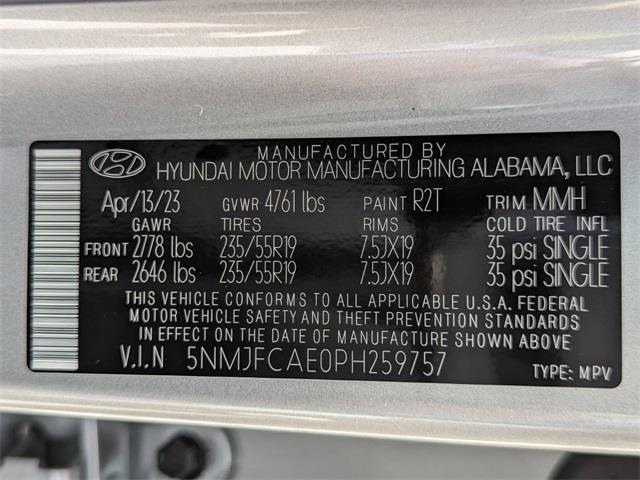 MANUFACTURED BY
HYUNDAI MOTOR MANUFACTURING ALABAMA, LLC
Apr/13/23 GVWR 4761 lbs PAINT R2T TRIM MMH
GAWR TIRES RIMS COLD TIRE INFL
FRONT 2778 lbs 235/55R19 7.5JX19 35 psi SINGLE
REAR 2646 lbs 235/55R19 7.5JX19 35 psi SINGLE
THIS VEHICLE CONFORMS TO ALL APPLICABLE U.S.A. FEDERAL
MOTOR VEHICLE SAFETY AND THEFT PREVENTION STANDARDS
IN EFFECT ON THE DATE OF MANUFACTURE SHOWN ABOVE
V.I.N 5NMJFCAE0PH259757 TYPE: MPV